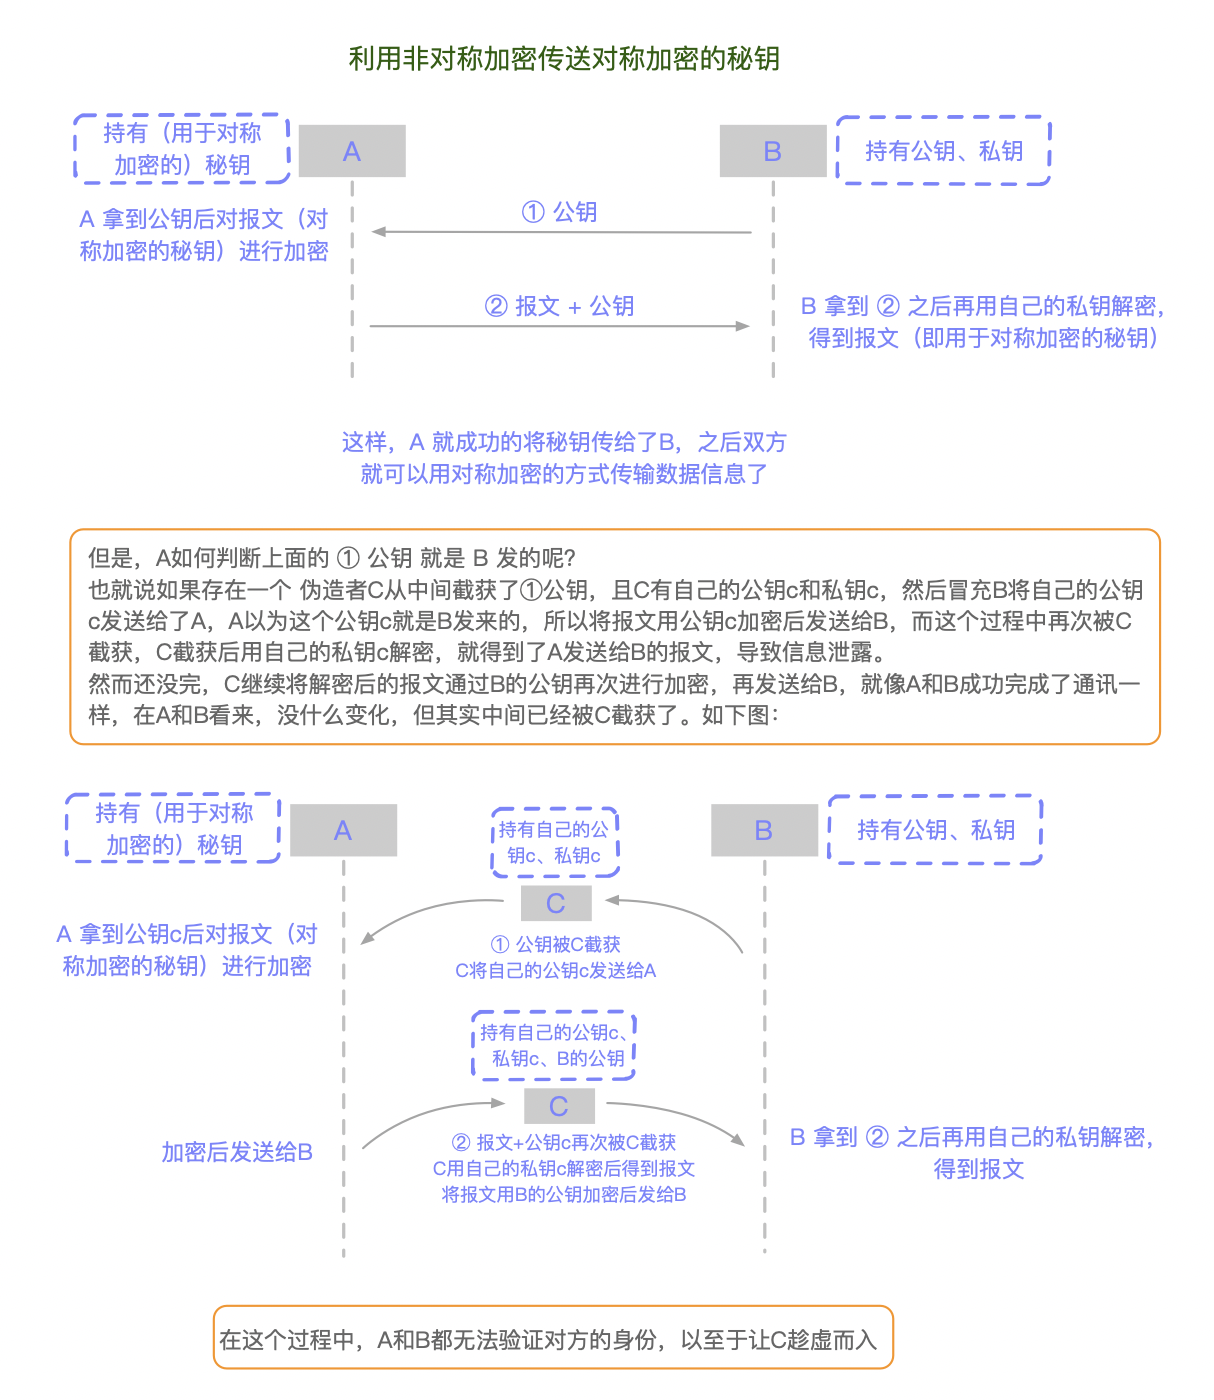 利用非对称加密传送对称加密的秘钥
持有（用于对称
加密的）秘钥
A
B
持有公钥、私钥
A 拿到公钥后对报文（对
称加密的秘钥）进行加密
① 公钥
② 报文 + 公钥
B 拿到 ② 之后再用自己的私钥解密，
得到报文（即用于对称加密的秘钥）
这样，A 就成功的将秘钥传给了B，之后双方
就可以用对称加密的方式传输数据信息了
但是，A如何判断上面的 ① 公钥 就是 B 发的呢？
也就说如果存在一个 伪造者C从中间截获了①公钥，且C有自己的公钥c和私钥c，然后冒充B将自己的公钥
c发送给了A，A以为这个公钥c就是B发来的，所以将报文用公钥c加密后发送给B，而这个过程中再次被C
截获，C截获后用自己的私钥c解密，就得到了A发送给B的报文，导致信息泄露。
然而还没完，C继续将解密后的报文通过B的公钥再次进行加密，再发送给B，就像A和B成功完成了通讯一
样，在A和B看来，没什么变化，但其实中间已经被C截获了。如下图：
持有（用于对称
加密的）秘钥
A
持有自己的公
钥c、私钥c
B
持有公钥、私钥
C
A 拿到公钥c后对报文（对
称加密的秘钥）进行加密
① 公钥被C截获
C将自己的公钥c发送给A
持有自己的公钥c、
私钥c、B的公钥
C
加密后发送给B
② 报文+公钥c再次被C截获
C用自己的私钥c解密后得到报文
将报文用B的公钥加密后发给B
B 拿到 ② 之后再用自己的私钥解密，
得到报文
在这个过程中，A和B都无法验证对方的身份，以至于让C趁虚而入